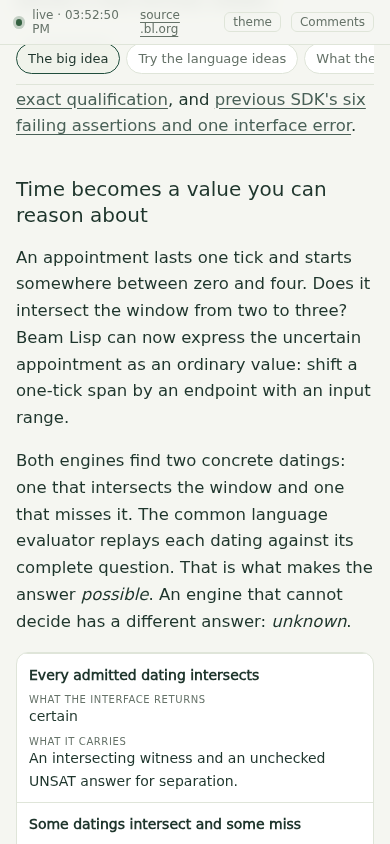 live · 03:52:50
PM
source
.bl.org
theme
Comments
The big idea
Try the language ideas
What the
exact qualification, and previous SDK's six
failing assertions and one interface error.
Time becomes a value you can
reason about
An appointment lasts one tick and starts
somewhere between zero and four. Does it
intersect the window from two to three?
Beam Lisp can now express the uncertain
appointment as an ordinary value: shift a
one-tick span by an endpoint with an input
range.
Both engines find two concrete datings:
one that intersects the window and one
that misses it. The common language
evaluator replays each dating against its
complete question. That is what makes the
answer possible. An engine that cannot
decide has a different answer: unknown.
Every admitted dating intersects
WHAT THE INTERFACE RETURNS
certain
WHAT IT CARRIES
An intersecting witness and an unchecked
UNSAT answer for separation.
Some datings intersect and some miss